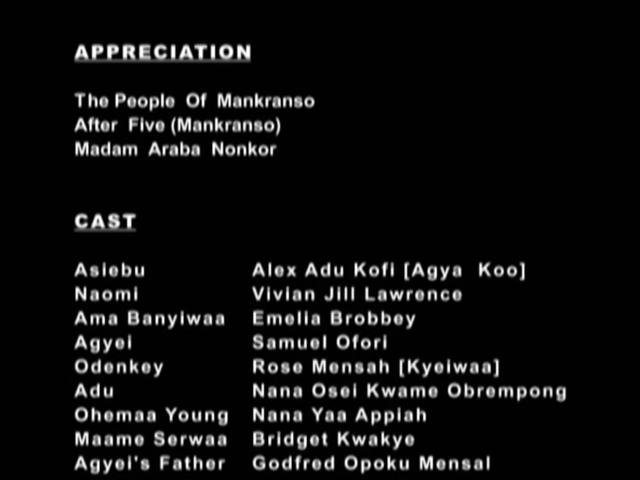 APPRECIATION
The People Of Mankranso
After Five (Mankranso)
Madam Araba Nonkor
CAST
Asiebu Alex Adu Kofi [Agya Koo]
Naomi Vivian Jill Lawrence
Ama Banyiwaa Emelia Brobbey
Agyei Samuel Ofori
Odenkey Rose Mensah [Kyeiwaa]
Adu Nana Osei Kwame Obrempong
Ohemaa Young Nana Yaa Appiah
Maame Serwaa Bridget Kwakye
Agyei's Father Godfred Opoku Mensal